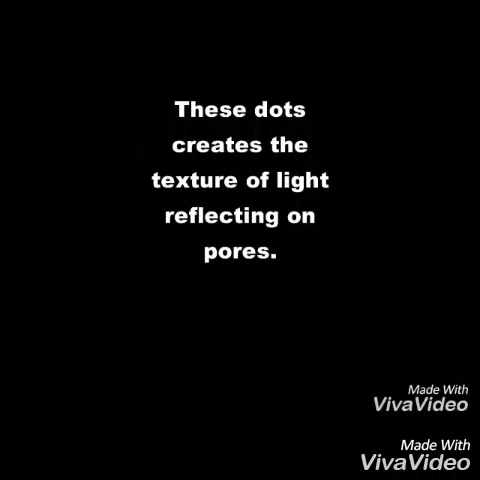 These dots
creates the
texture of light
reflecting on
pores.
Made With
VivaVideo
Made With
VivaVideo